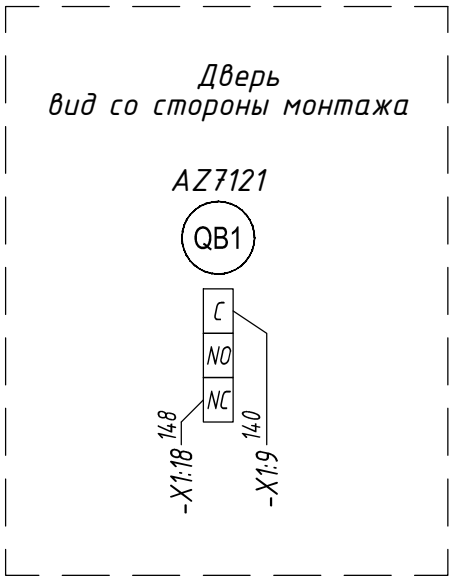 Дверь
вид со стороны монтажа
AZ7121
QB1
C
NO
NC
-X1:18 148
-X1:9 140